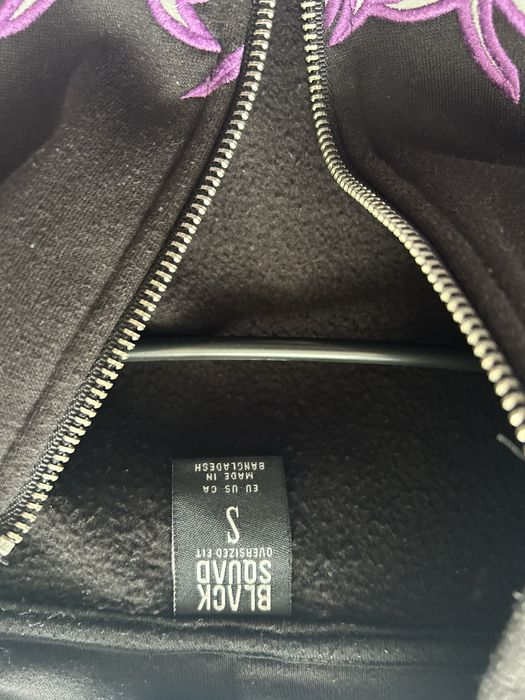 BLACK
SQUAD
OVERSIZED FIT
S
EU US CA
MADE IN
BANGLADESH